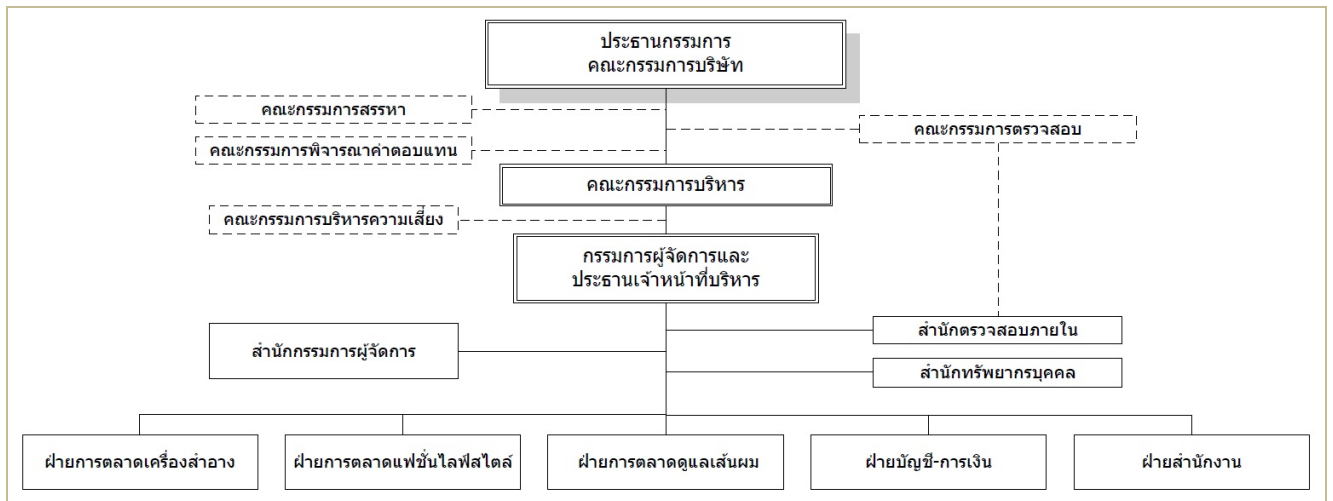 ประธานกรรมการ
คณะกรรมการบริษัท
คณะกรรมการสรรหา
คณะกรรมการตรวจสอบ
คณะกรรมการพิจารณาค่าตอบแทน
คณะกรรมการบริหาร
คณะกรรมการบริหารความเสี่ยง
กรรมการผู้จัดการและ
ประธานเจ้าหน้าที่บริหาร
สำนักตรวจสอบภายใน
สำนักกรรมการผู้จัดการ
สำนักทรัพยากรบุคคล
ฝ่ายการตลาดเครื่องสำอาง
ฝ่ายการตลาดแฟชั่นไลฟ์สไตล์
ฝ่ายการตลาดดูแลเส้นผม
ฝ่ายบัญชี-การเงิน
ฝ่ายสำนักงาน